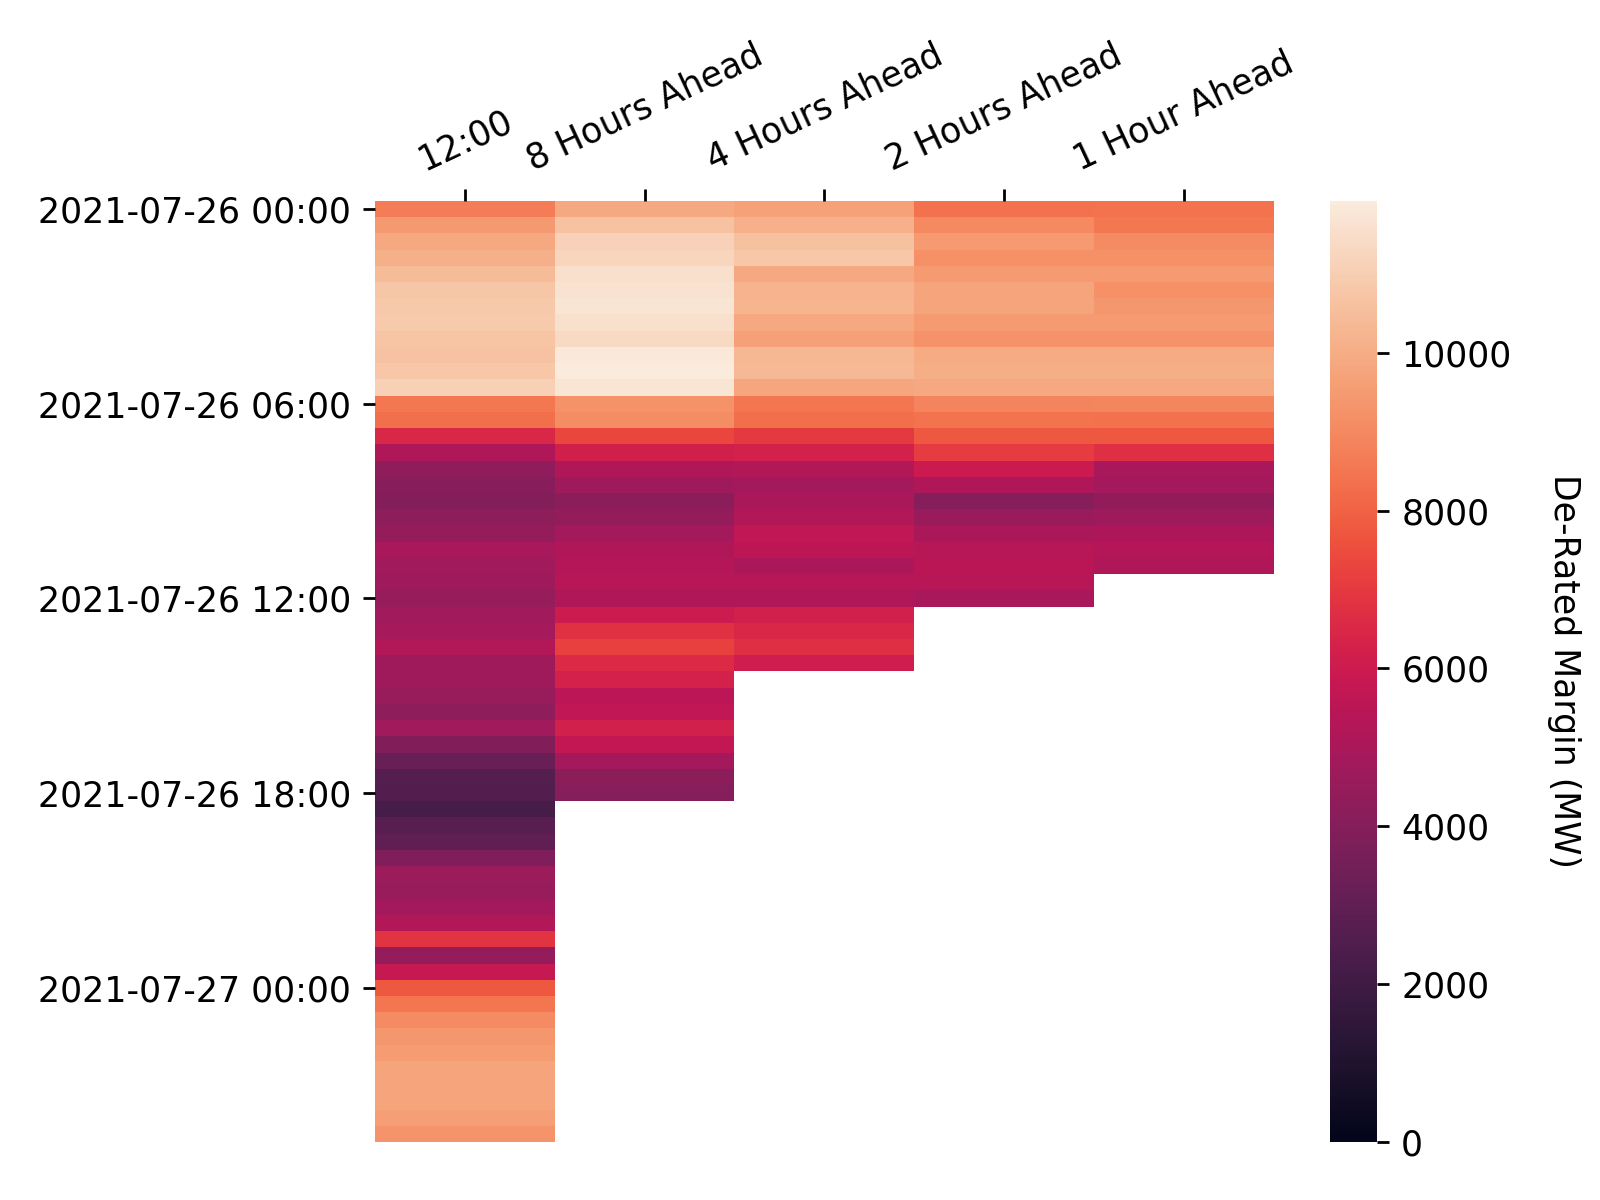 12:00
8 Hours Ahead
4 Hours Ahead
2 Hours Ahead
1 Hour Ahead
2021-07-26 00:00
2021-07-26 06:00
2021-07-26 12:00
2021-07-26 18:00
2021-07-27 00:00
10000
8000
6000
4000
2000
0
De-Rated Margin (MW)